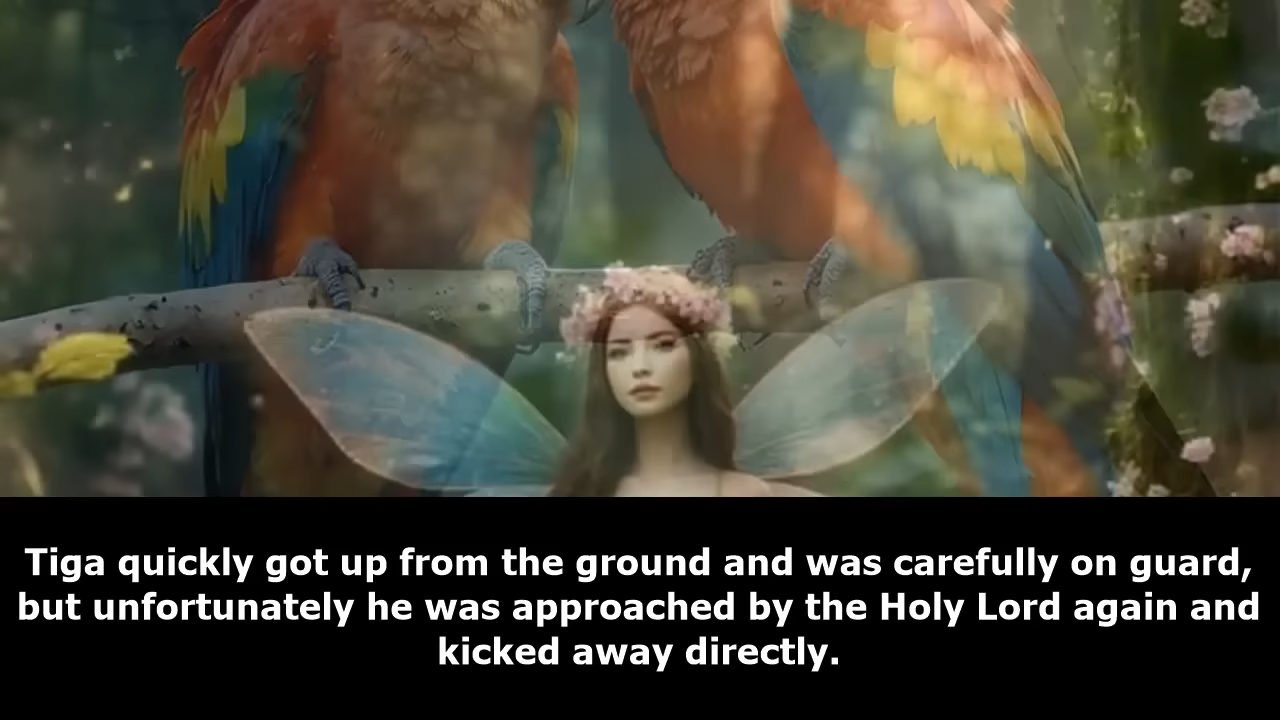 Tiga quickly got up from the ground and was carefully on guard,
but unfortunately he was approached by the Holy Lord again and
kicked away directly.